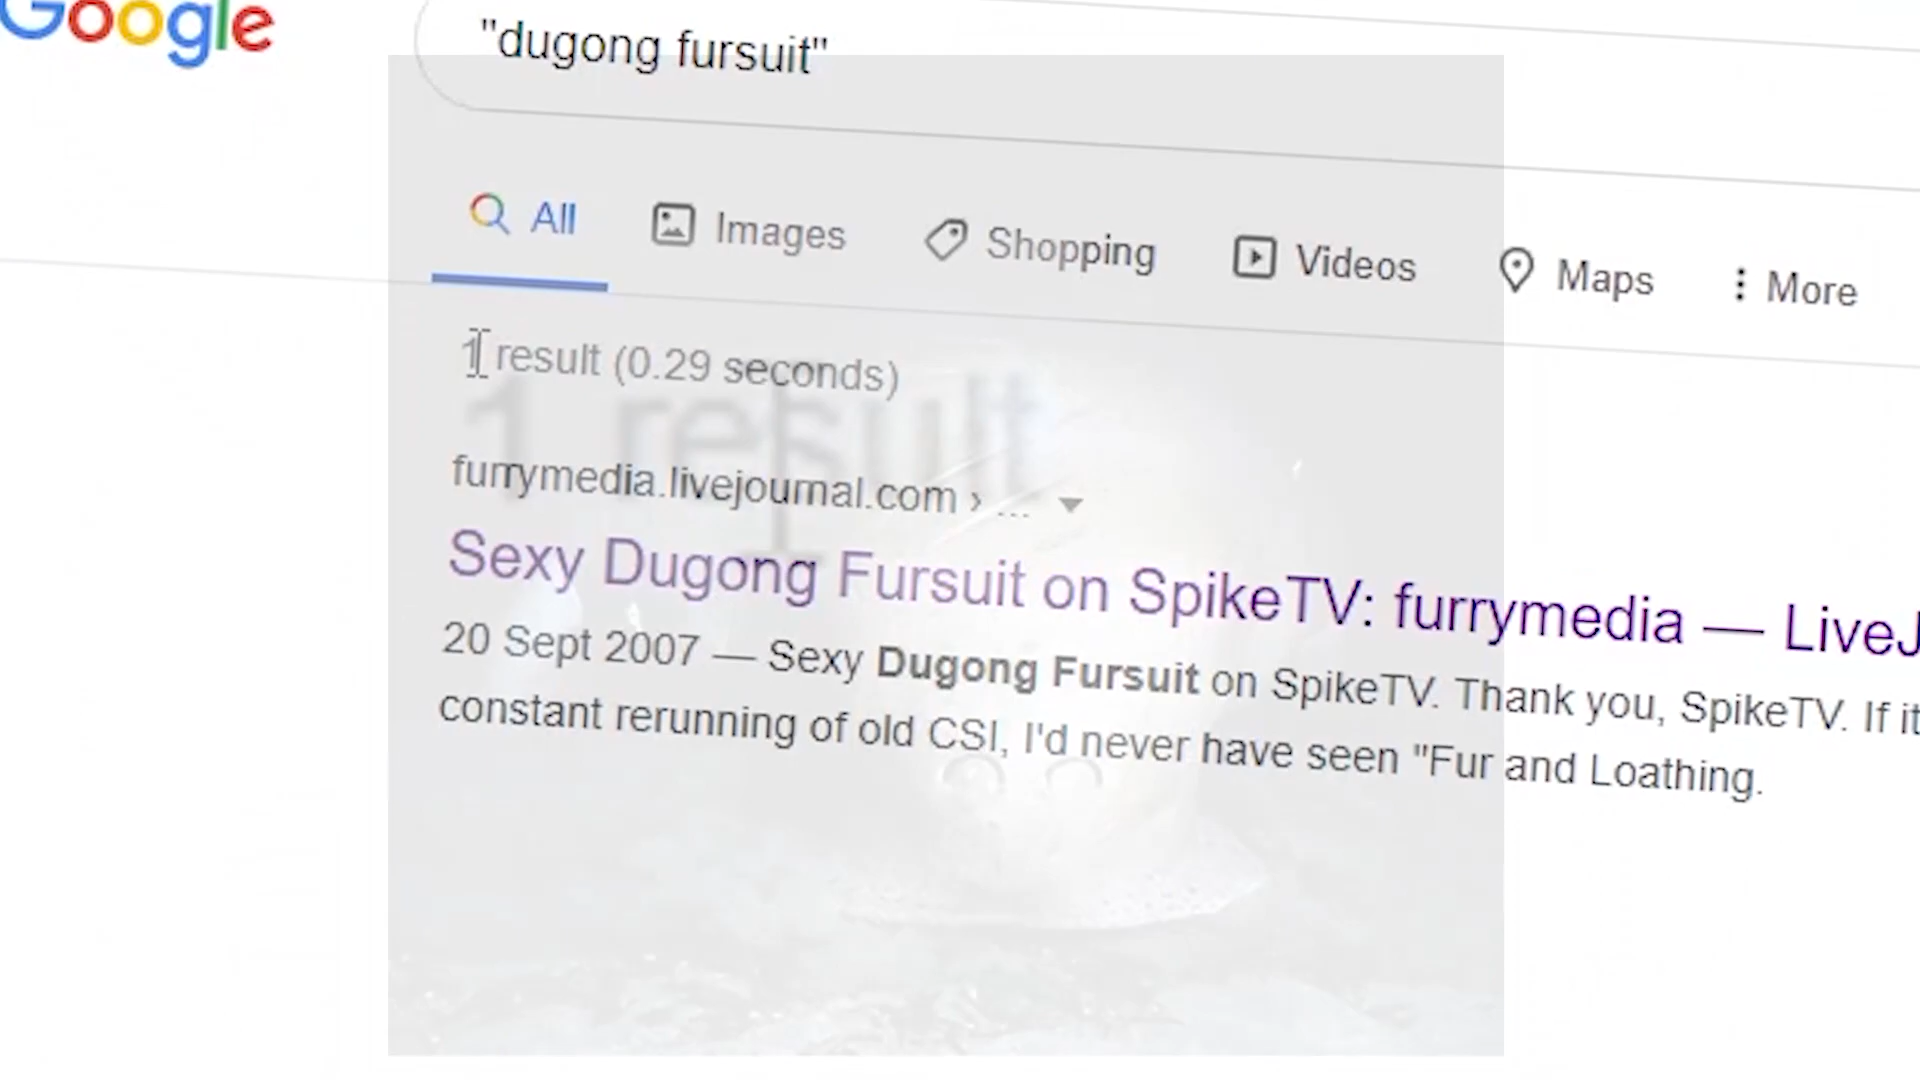 Google
"dugong fursuit"
All Images Shopping Videos Maps More
1 result (0.29 seconds)
1 result
furrymedia.livejournal.com › ...
Sexy Dugong Fursuit on SpikeTV: furrymedia — LiveJ
20 Sept 2007 — Sexy Dugong Fursuit on SpikeTV. Thank you, SpikeTV. If it
constant rerunning of old CSI, I'd never have seen "Fur and Loathing.